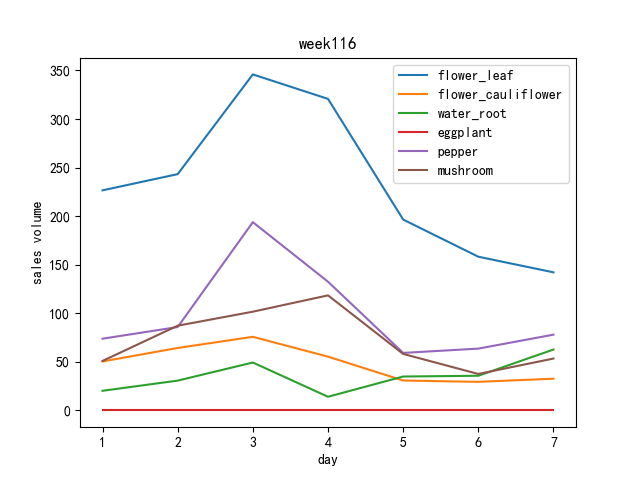 week116
flower_leaf
flower_cauliflower
water_root
eggplant
pepper
mushroom
sales volume
350
300
250
200
150
100
50
0
1 2 3 4 5 6 7
day